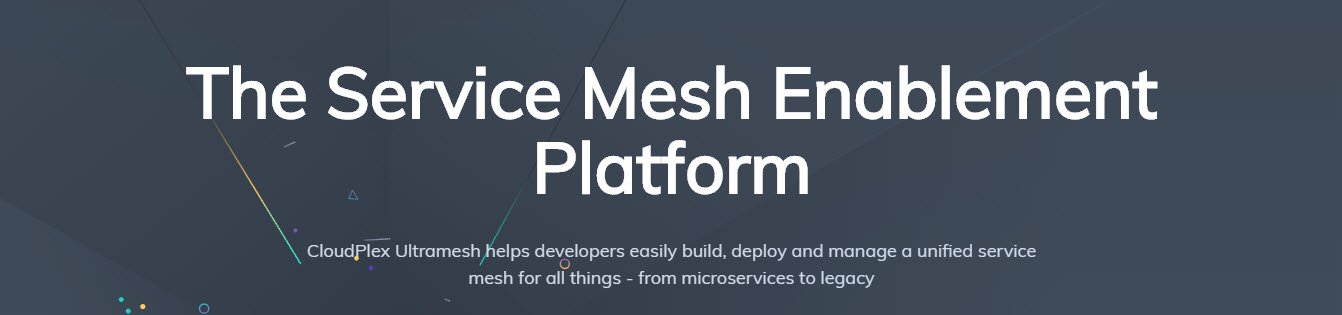 The Service Mesh Enablement
Platform
CloudPlex Ultramesh helps developers easily build, deploy and manage a unified service
mesh for all things - from microservices to legacy